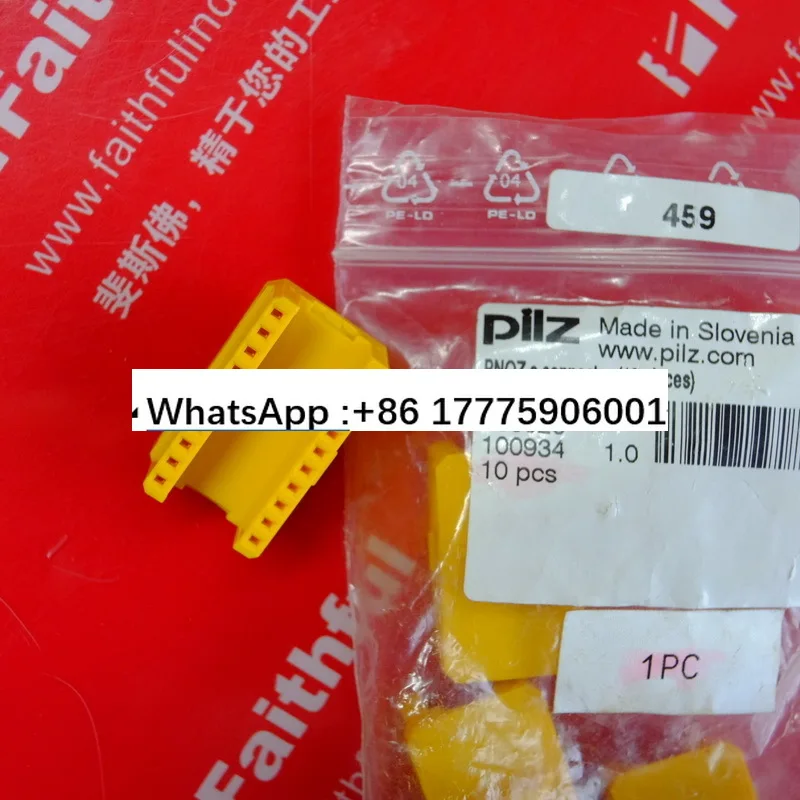 Faithful
www.faithfulind
斐斯佛，精于您的工
04
PE-LD
04
PE-LD
459
pilz Made in Slovenia
www.pilz.com
WhatsApp :+86 17775906001
100934 1.0
10 pcs
1PC
Faithful